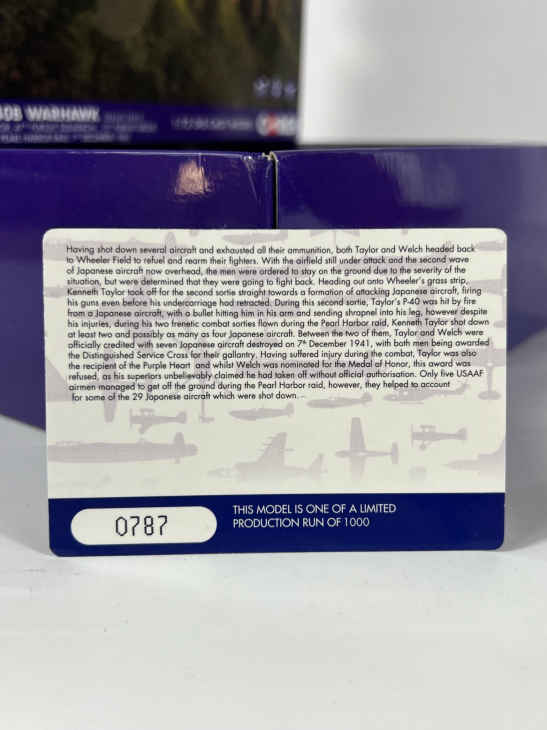 WARHAWK
Having shot down several aircraft and exhausted all their ammunition, both Taylor and Welch headed back
to Wheeler Field to refuel and rearm their fighters. With the airfield still under attack and the second wave
of Japanese aircraft now overhead, the men were ordered to stay on the ground due to the severity of the
situation, but were determined that they were going to fight back. Heading out onto Wheeler's grass strip,
Kenneth Taylor took off for the second sortie straight towards a formation of attacking Japanese aircraft, firing
his guns even before his undercarriage had retracted. During this second sortie, Taylor's P-40 was hit by fire
from a Japanese aircraft, with a bullet hitting him in his arm and sending shrapnel into his leg, however despite
his injuries, during his two frenetic combat sorties flown during the Pearl Harbor raid, Kenneth Taylor shot down
at least two and possibly as many as four Japanese aircraft. Between the two of them, Taylor and Welch were
officially credited with seven Japanese aircraft destroyed on 7th December 1941, with both men being awarded
the Distinguished Service Cross for their gallantry. Having suffered injury during the combat, Taylor was also
the recipient of the Purple Heart and whilst Welch was nominated for the Medal of Honor, this award was
refused, as his superiors unbelievably claimed he had taken off without official authorisation. Only five USAAF
airmen managed to get off the ground during the Pearl Harbor raid, however, they helped to account
for some of the 29 Japanese aircraft which were shot down.
0787
THIS MODEL IS ONE OF A LIMITED
PRODUCTION RUN OF 1000